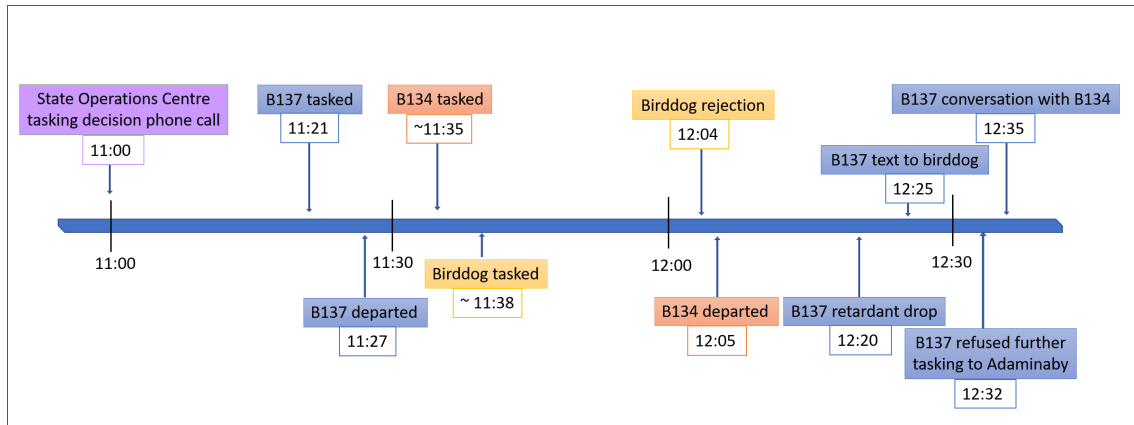 State Operations Centre
tasking decision phone call
11:00
B137 tasked
11:21
B134 tasked
~11:35
Birddog rejection
12:04
B137 conversation with B134
12:35
B137 text to birddog
12:25
11:00
11:30
12:00
12:30
Birddog tasked
~ 11:38
B137 departed
11:27
B134 departed
12:05
B137 retardant drop
12:20
B137 refused further
tasking to Adaminaby
12:32